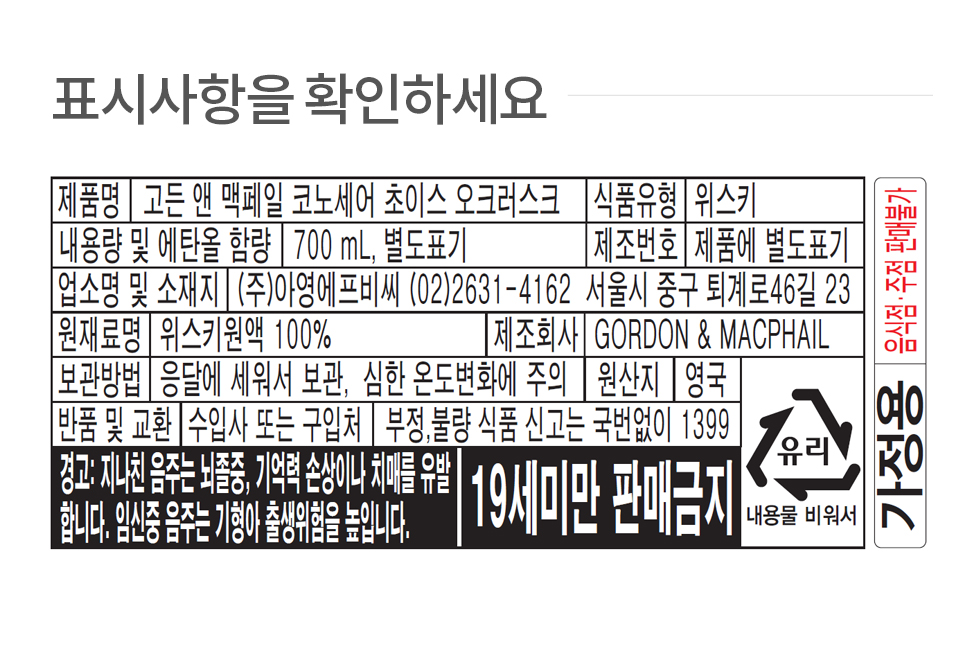 표시사항을 확인하세요
제품명 고든 앤 맥페일 코노세어 초이스 오크러스크 식품유형 위스키
내용량 및 에탄올 함량 700 mL, 별도표기 제조번호 제품에 별도표기
업소명 및 소재지 (주)아영에프비씨 (02)2631-4162 서울시 중구 퇴계로46길 23
원재료명 위스키원액 100% 제조회사 GORDON & MACPHAIL
보관방법 응달에 세워서 보관, 심한 온도변화에 주의 원산지 영국
반품 및 교환 수입사 또는 구입처 부정,불량 식품 신고는 국번없이 1399
경고: 지나친 음주는 뇌졸중, 기억력 손상이나 치매를 유발
합니다. 임신중 음주는 기형아 출생위험을 높입니다.
19세미만 판매금지
유리
내용물 비워서
음식점·주점 판매불가
가정용